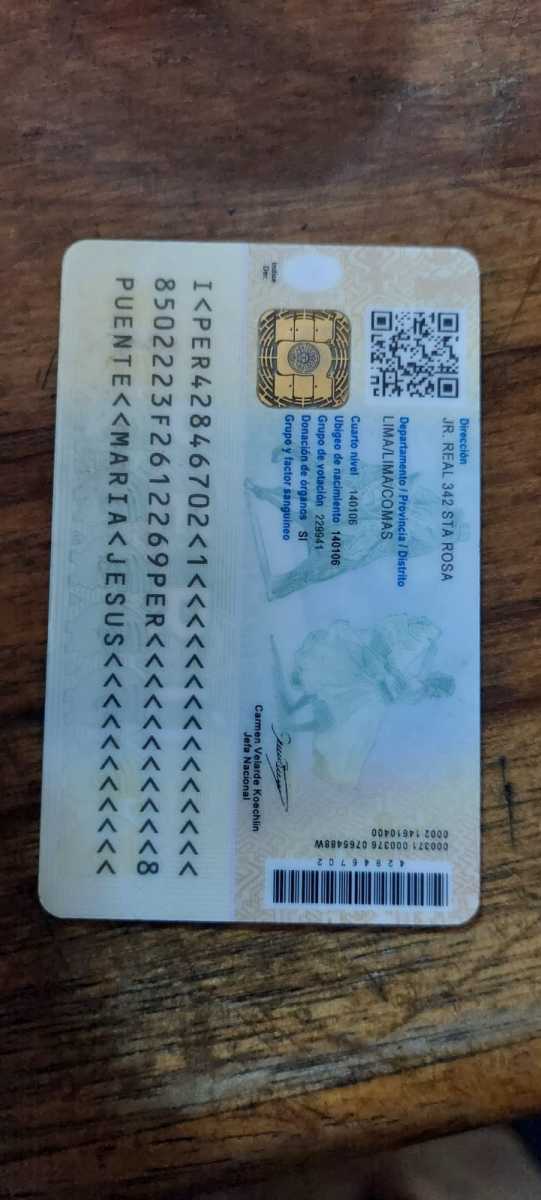 Dirección
JR. REAL 342 STA ROSA
Departamento / Provincia / Distrito
LIMA/LIMA/COMAS
Cuarto nivel 140106
Ubigeo de nacimiento 140106
Grupo de votación 229941
Donación de órganos SI
Grupo y factor sanguíneo
Carmen Velarde Koechlin
Jefa Nacional
0002 14610400
000371 000376 0765488W
42846702
I<PER42846702<1<<<<<<<<<<<<<<<
8502223F2612269PER<<<<<<<<<<<8
PUENTE<<MARIA<JESUS<<<<<<<<<<<